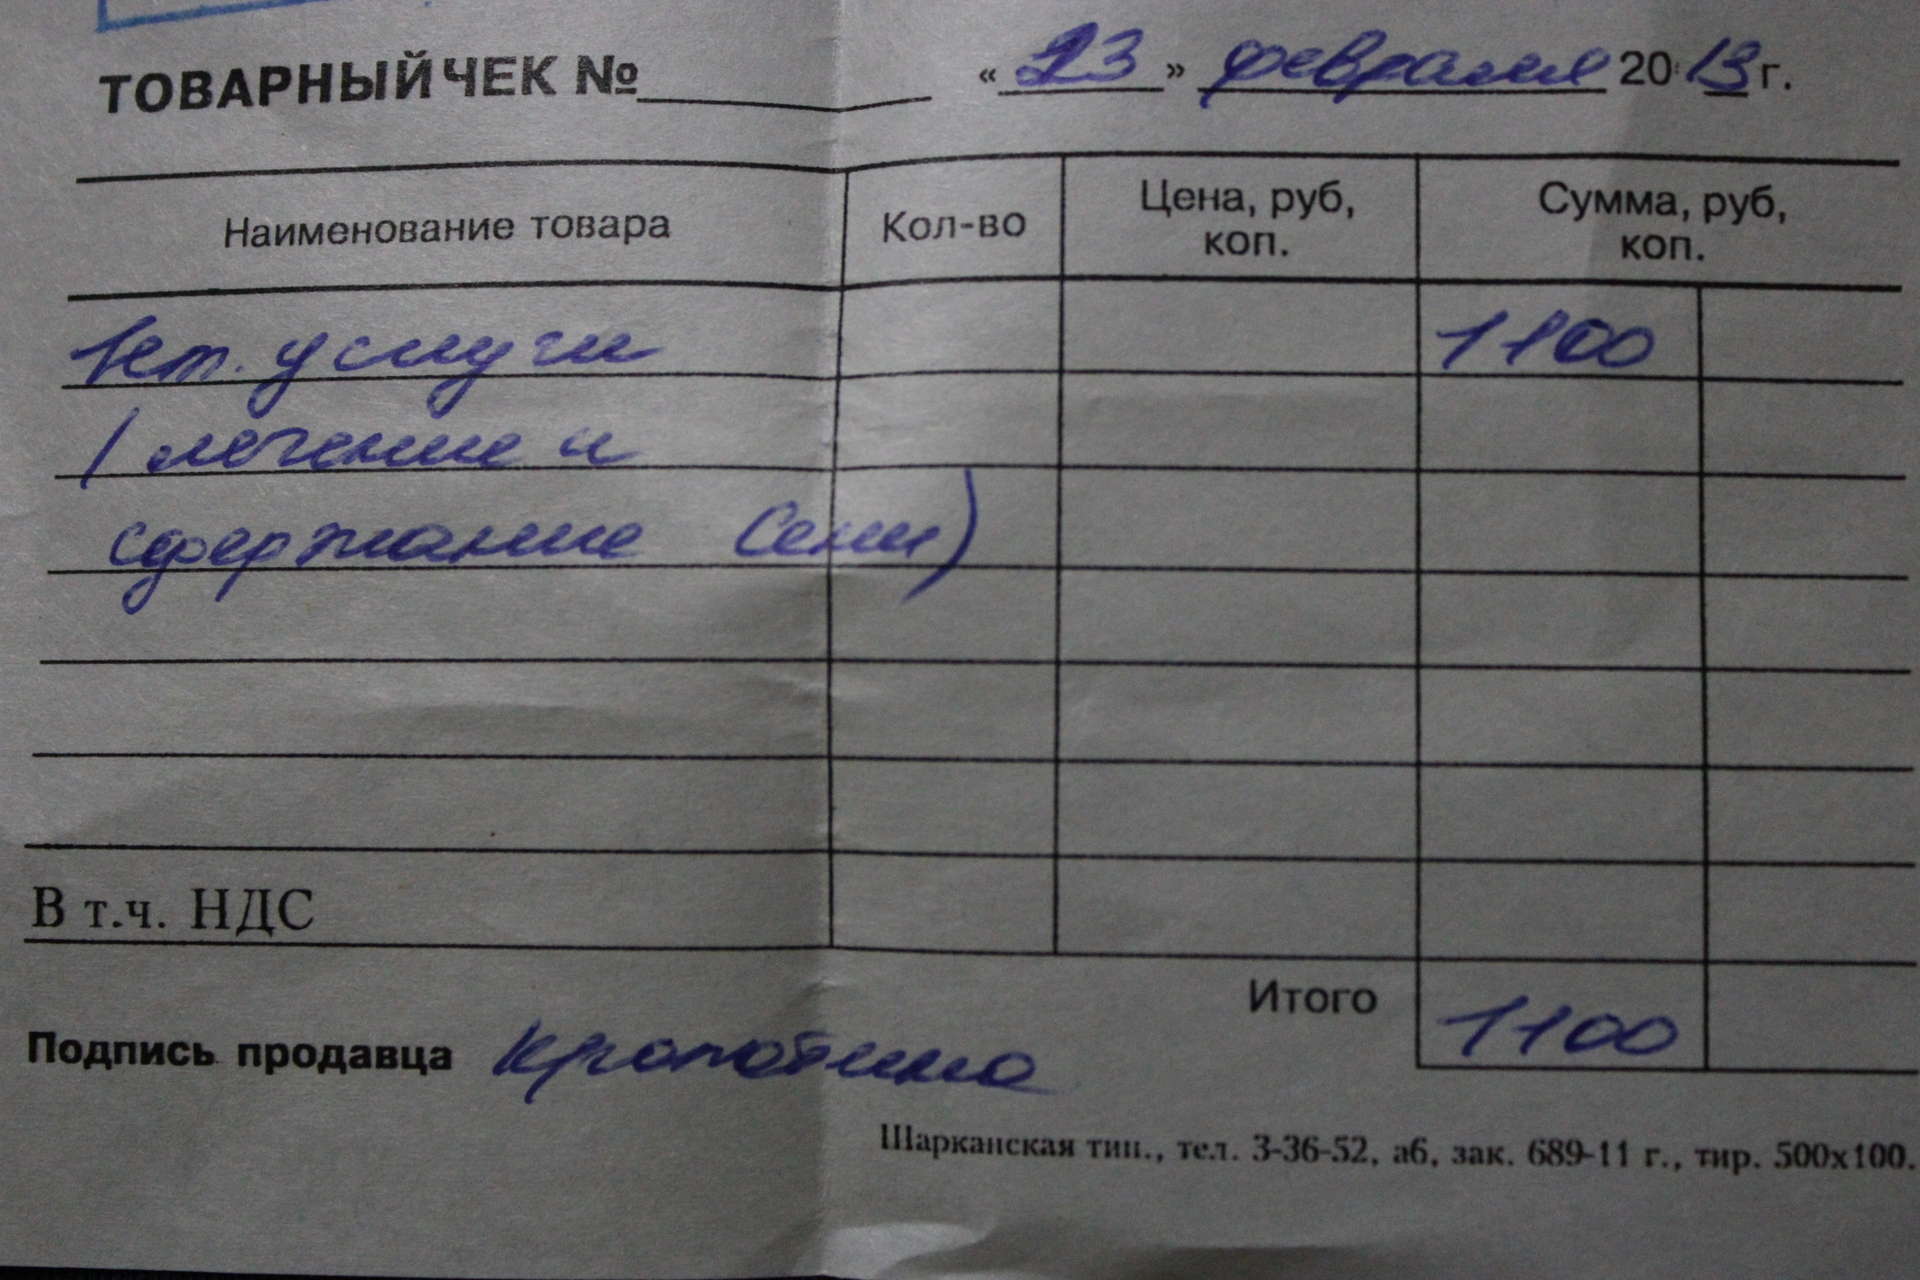 ТОВАРНЫЙ ЧЕК № «23» февраля 2013 г.
Наименование товара Кол-во Цена, руб, коп. Сумма, руб, коп.
Вет. услуги 1100
(лечение и
содержание Сени)
В т.ч. НДС
Итого 1100
Подпись продавца Кропотина
Шарканская тип., тел. 3-36-52, а6, зак. 689-11 г., тир. 500х100.